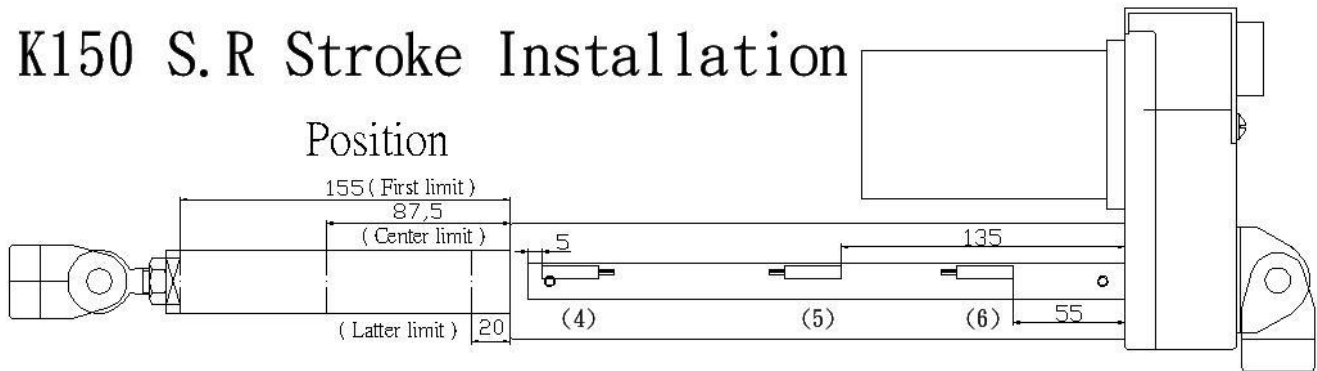 K150 S.R Stroke Installation
Position
155 ( First limit )
87,5
( Center limit )
5
135
(4)
(5)
(6)
55
( Latter limit )
20